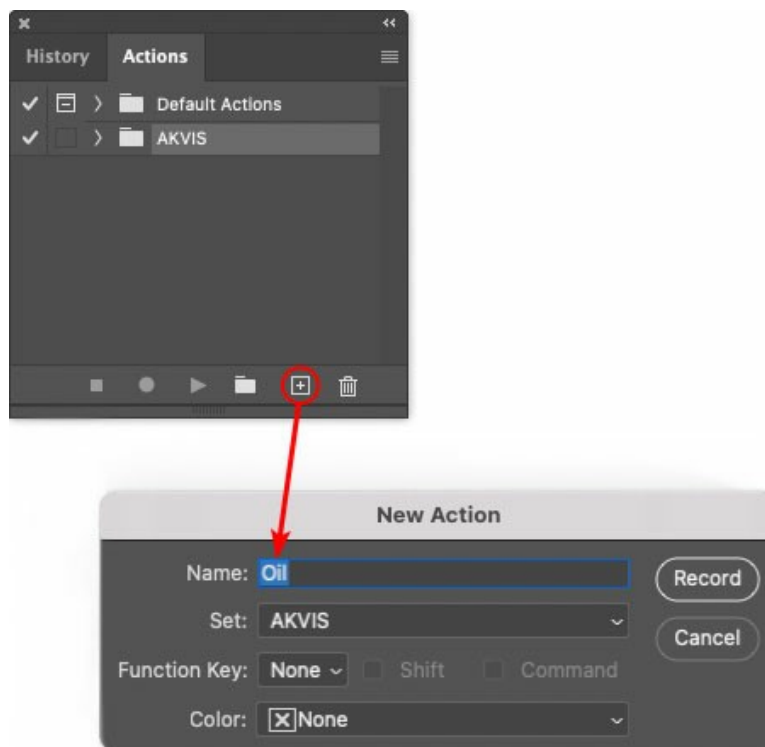 History Actions
Default Actions
AKVIS
New Action
Name: Oil
Record
Set: AKVIS
Cancel
Function Key: None Shift Command
Color: None